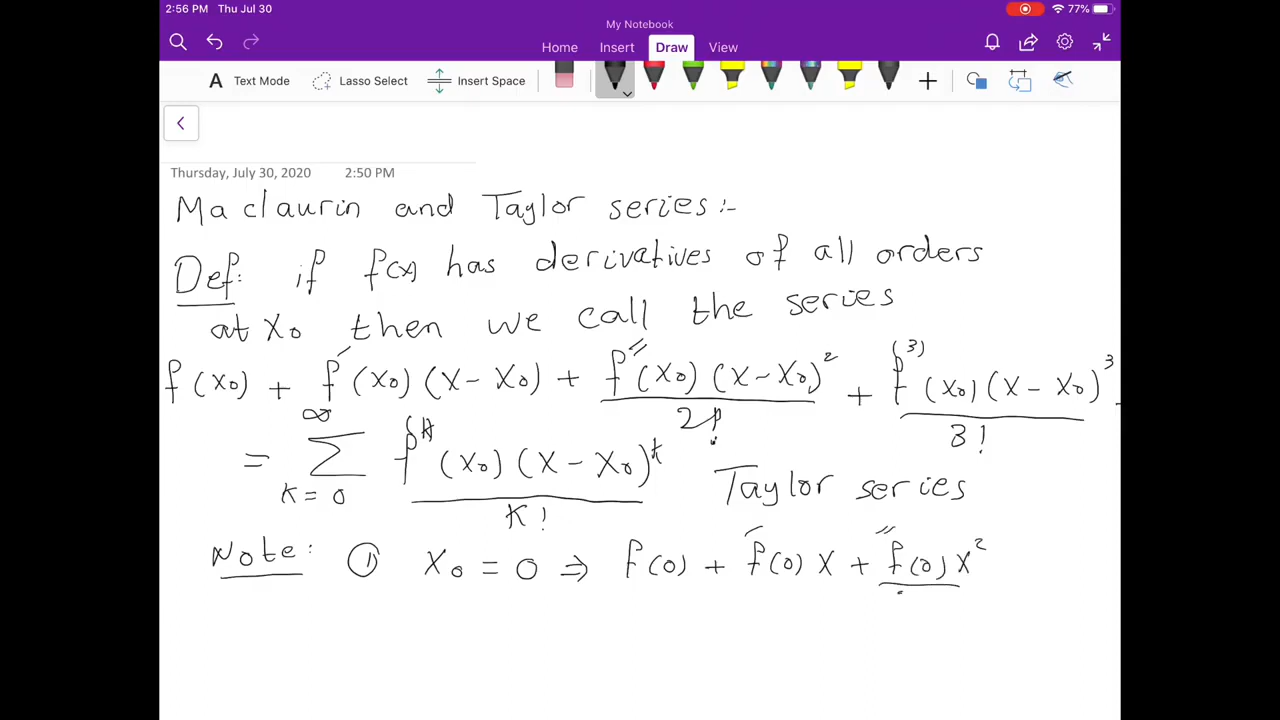 2:56 PM Thu Jul 30 77%
My Notebook
Home Insert Draw View
A Text Mode Lasso Select Insert Space
Thursday, July 30, 2020 2:50 PM
Maclaurin and Taylor series:-
Def: if f(x) has derivatives of all orders
at x₀ then we call the series
f(x₀) + f′(x₀)(x-x₀) + f″(x₀)(x-x₀)²/2! + f⁽³⁾(x₀)(x-x₀)³/3!
= ∑ k=0 ∞ f⁽ᵏ⁾(x₀)(x-x₀)ᵏ/k! Taylor series
Note: ① x₀ = 0 ⇒ f(0) + f′(0)x + f″(0)x²